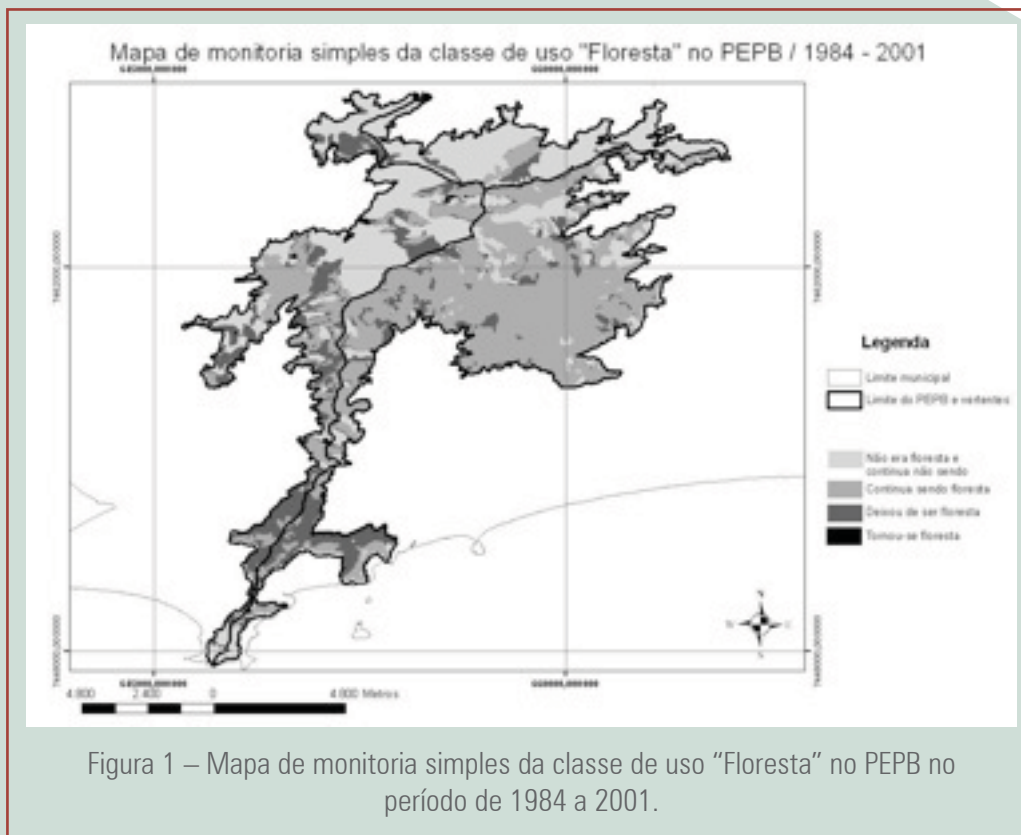 Mapa de monitoria simples da classe de uso "Floresta" no PEPB / 1984 - 2001
Legenda
Limite municipal
Limite do PEPB e vertentes
Não era floresta e
continua não sendo
Continua sendo floresta
Deixou de ser floresta
Tornou-se floresta
N
S
4 800 2 400 0 4 800 Metros
Figura 1 – Mapa de monitoria simples da classe de uso “Floresta” no PEPB no
período de 1984 a 2001.